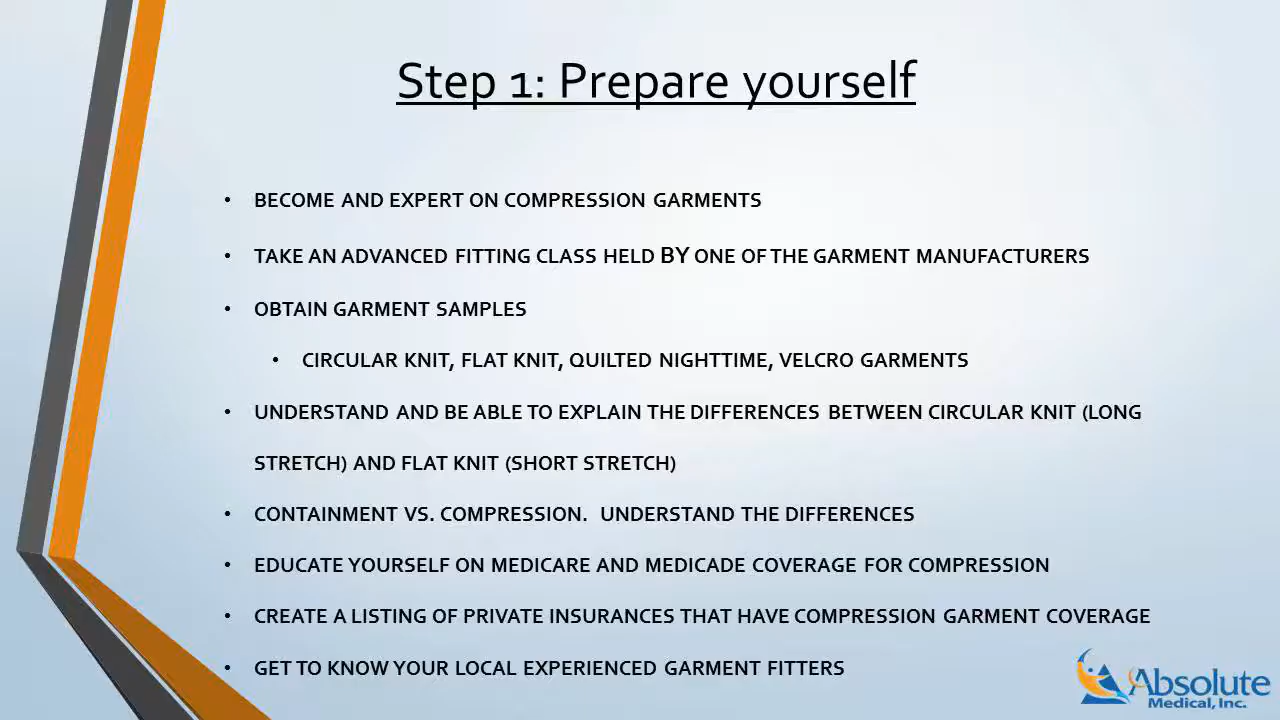 Step 1: Prepare yourself
• BECOME AND EXPERT ON COMPRESSION GARMENTS
• TAKE AN ADVANCED FITTING CLASS HELD BY ONE OF THE GARMENT MANUFACTURERS
• OBTAIN GARMENT SAMPLES
• CIRCULAR KNIT, FLAT KNIT, QUILTED NIGHTTIME, VELCRO GARMENTS
• UNDERSTAND AND BE ABLE TO EXPLAIN THE DIFFERENCES BETWEEN CIRCULAR KNIT (LONG
STRETCH) AND FLAT KNIT (SHORT STRETCH)
• CONTAINMENT VS. COMPRESSION. UNDERSTAND THE DIFFERENCES
• EDUCATE YOURSELF ON MEDICARE AND MEDICADE COVERAGE FOR COMPRESSION
• CREATE A LISTING OF PRIVATE INSURANCES THAT HAVE COMPRESSION GARMENT COVERAGE
• GET TO KNOW YOUR LOCAL EXPERIENCED GARMENT FITTERS
Absolute
Medical, Inc.